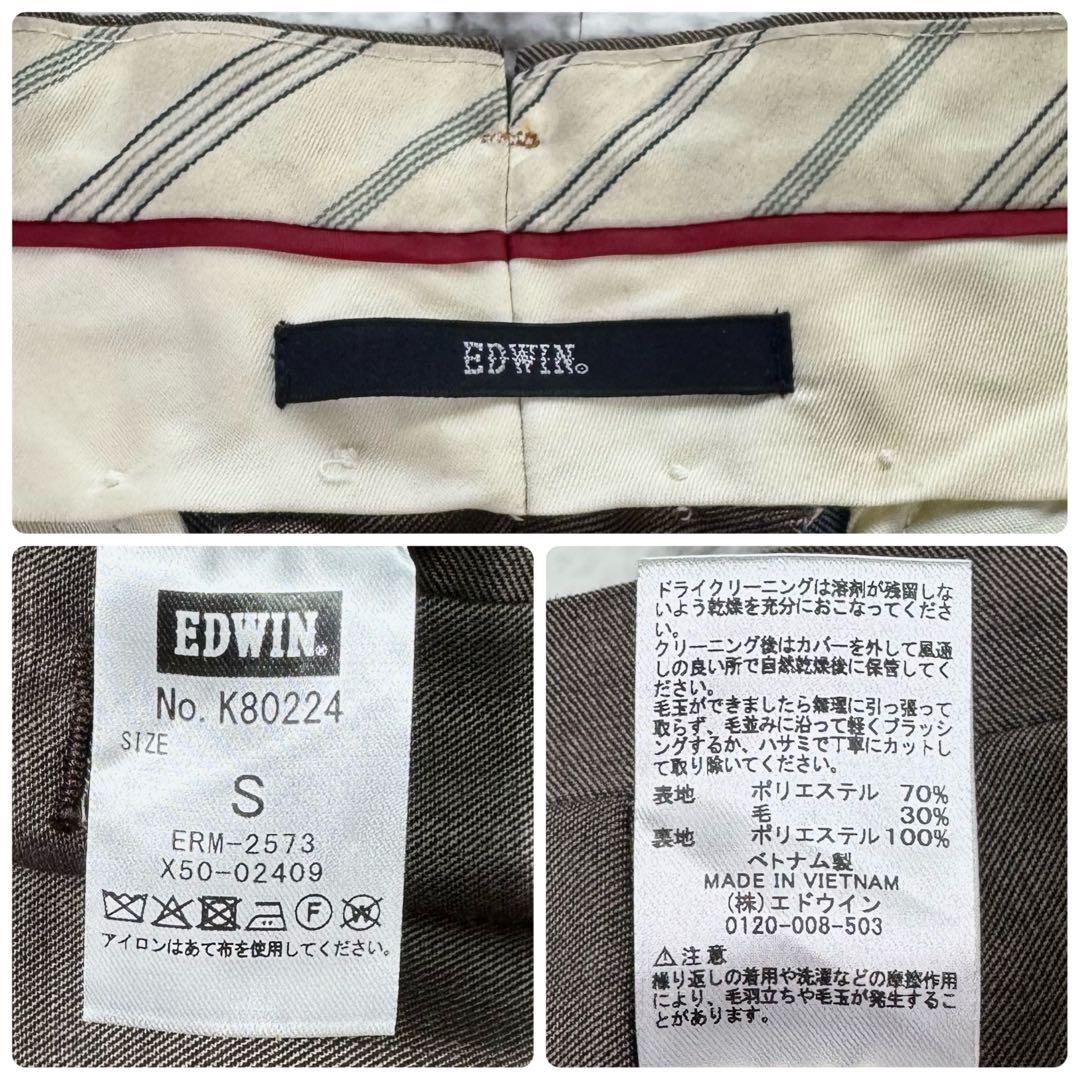 EDWIN.
EDWIN®
No. K80224
SIZE
S
ERM-2573
X50-02409
F
W
アイロンはあて布を使用してください。
ドライクリーニングは溶剤が残留しな
いよう乾燥を充分におこなってくださ
い。
クリーニング後はカバーを外して風通
しの良い所で自然乾燥後に保管してく
ださい。
毛玉ができましたら無理に引っ張って
取らず、毛並みに沿って軽くブラッシ
ングするか、ハサミで丁寧にカットし
て取り除いてください。
表地 ポリエステル 70%
毛 30%
裏地 ポリエステル100%
ベトナム製
MADE IN VIETNAM
(株)エドウイン
0120-008-503
⚠注意
繰り返しの着用や洗濯などの摩擦作用
により、毛羽立ちや毛玉が発生するこ
とがあります。